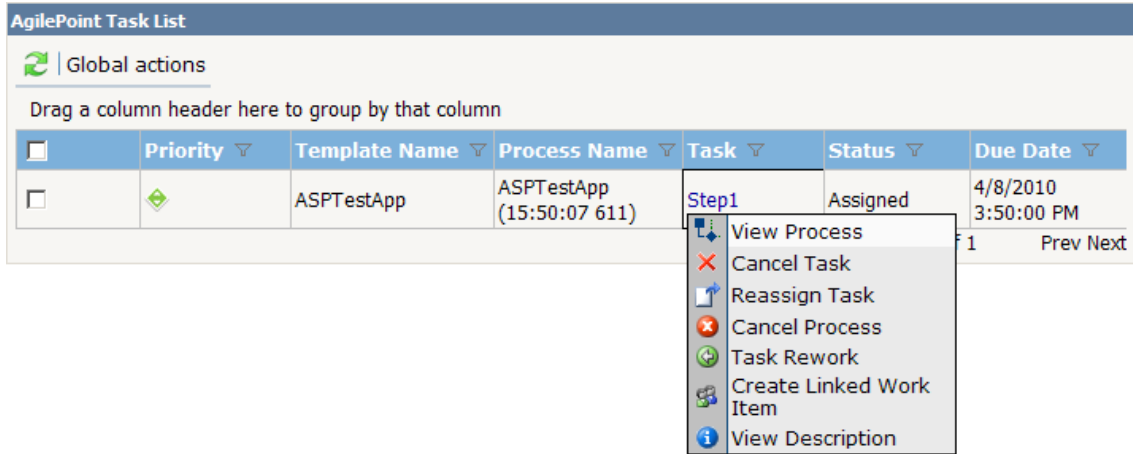 AgilePoint Task List
Global actions
Drag a column header here to group by that column
Priority Template Name Process Name Task Status Due Date
ASPTestApp ASPTestApp (15:50:07 611) Step1 Assigned 4/8/2010 3:50:00 PM
1 Prev Next
View Process
Cancel Task
Reassign Task
Cancel Process
Task Rework
Create Linked Work
Item
View Description